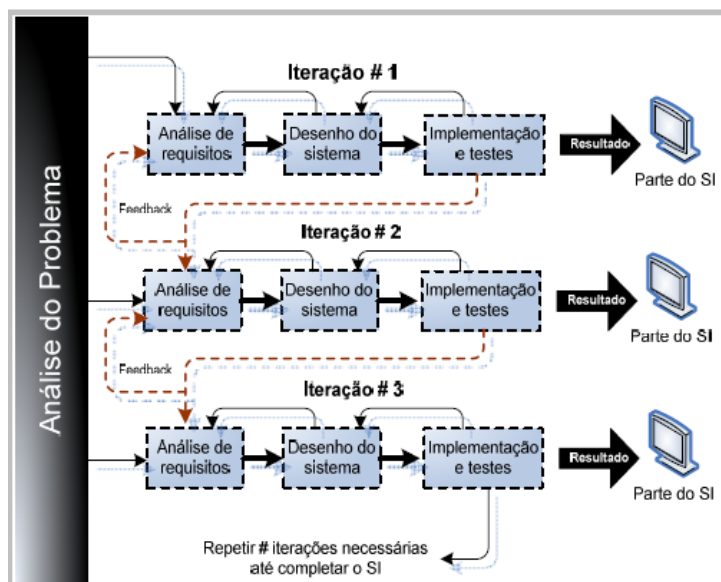 Análise do Problema
Iteração # 1
Análise de
requisitos
Desenho do
sistema
Implementação
e testes
Resultado
Parte do SI
Feedback
Iteração # 2
Análise de
requisitos
Desenho do
sistema
Implementação
e testes
Resultado
Parte do SI
Feedback
Iteração # 3
Análise de
requisitos
Desenho do
sistema
Implementação
e testes
Resultado
Parte do SI
Repetir # iterações necessárias
até completar o SI